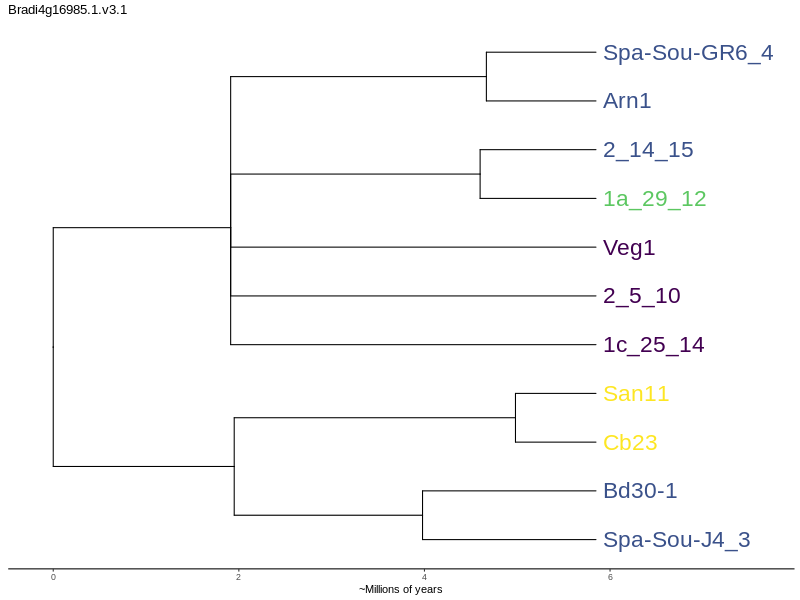 Bradi4g16985.1.v3.1
Spa-Sou-GR6_4
Arn1
2_14_15
1a_29_12
Veg1
2_5_10
1c_25_14
San11
Cb23
Bd30-1
Spa-Sou-J4_3
0 2 4 6
~Millions of years